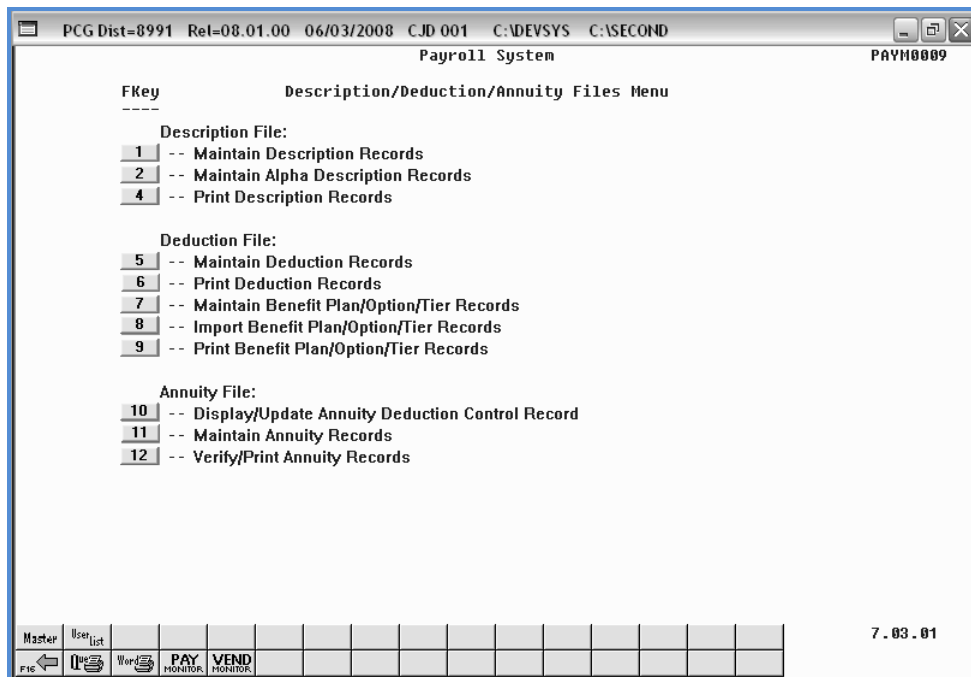 PCG Dist=8991 Rel=08.01.00 06/03/2008 CJD 001 C:\DEVSYS C:\SECOND
Payroll System PAYM0009
FKey Description/Deduction/Annuity Files Menu
----
Description File:
1 -- Maintain Description Records
2 -- Maintain Alpha Description Records
4 -- Print Description Records
Deduction File:
5 -- Maintain Deduction Records
6 -- Print Deduction Records
7 -- Maintain Benefit Plan/Option/Tier Records
8 -- Import Benefit Plan/Option/Tier Records
9 -- Print Benefit Plan/Option/Tier Records
Annuity File:
10 -- Display/Update Annuity Deduction Control Record
11 -- Maintain Annuity Records
12 -- Verify/Print Annuity Records
Master User list 7.03.01
F16 Que Word PAY MONITOR VEND MONITOR